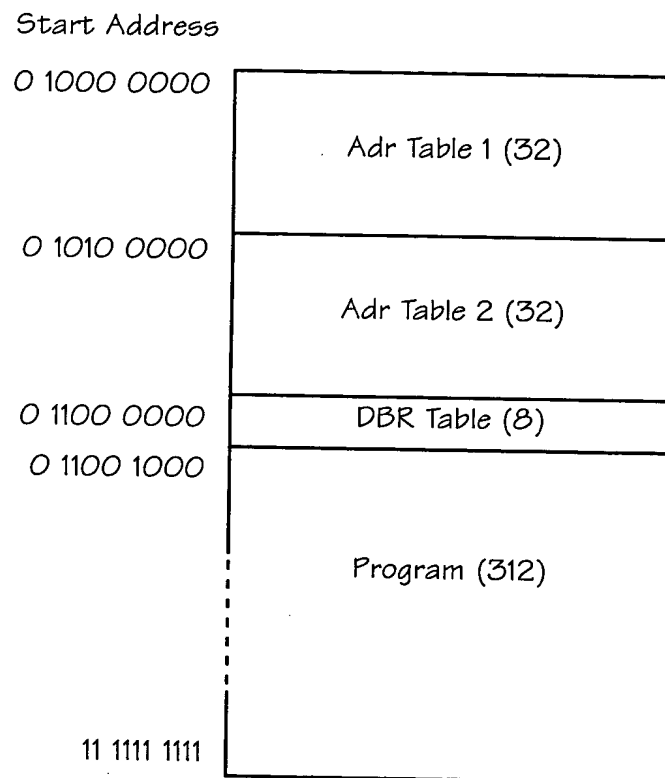 Start Address
0 1000 0000
Adr Table 1 (32)
0 1010 0000
Adr Table 2 (32)
0 1100 0000
DBR Table (8)
0 1100 1000
Program (312)
11 1111 1111